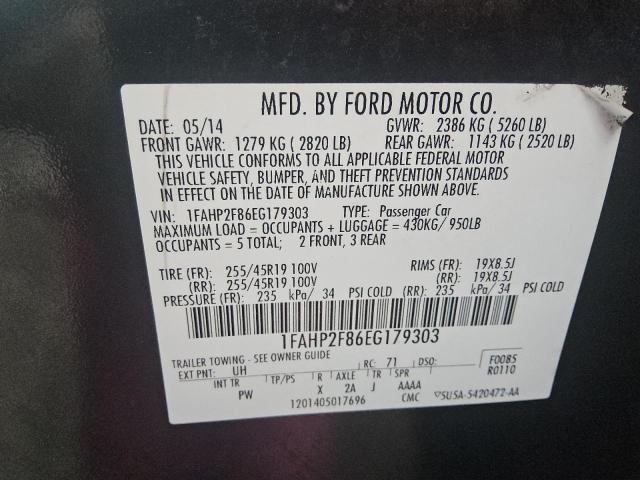 MFD. BY FORD MOTOR CO.
DATE: 05/14 GVWR: 2386 KG ( 5260 LB)
FRONT GAWR: 1279 KG ( 2820 LB) REAR GAWR: 1143 KG ( 2520 LB)
THIS VEHICLE CONFORMS TO ALL APPLICABLE FEDERAL MOTOR
VEHICLE SAFETY, BUMPER, AND THEFT PREVENTION STANDARDS
IN EFFECT ON THE DATE OF MANUFACTURE SHOWN ABOVE.
VIN: 1FAHP2F86EG179303 TYPE: Passenger Car
MAXIMUM LOAD = OCCUPANTS + LUGGAGE = 430KG/ 950LB
OCCUPANTS = 5 TOTAL; 2 FRONT, 3 REAR
TIRE (FR): 255/45R19 100V RIMS (FR): 19X8.5J
(RR): 255/45R19 100V (RR): 19X8.5J
PRESSURE (FR): 235 kPa/ 34 PSI COLD (RR): 235 kPa/ 34 PSI COLD
1FAHP2F86EG179303
TRAILER TOWING - SEE OWNER GUIDE
EXT PNT: UH RC: 71 DSO: F0085
INT TR TP/PS R AXLE TR SPR R0110
PW X 2A J AAAA
1201405017696 CMC ▽SU5A-5420472-AA